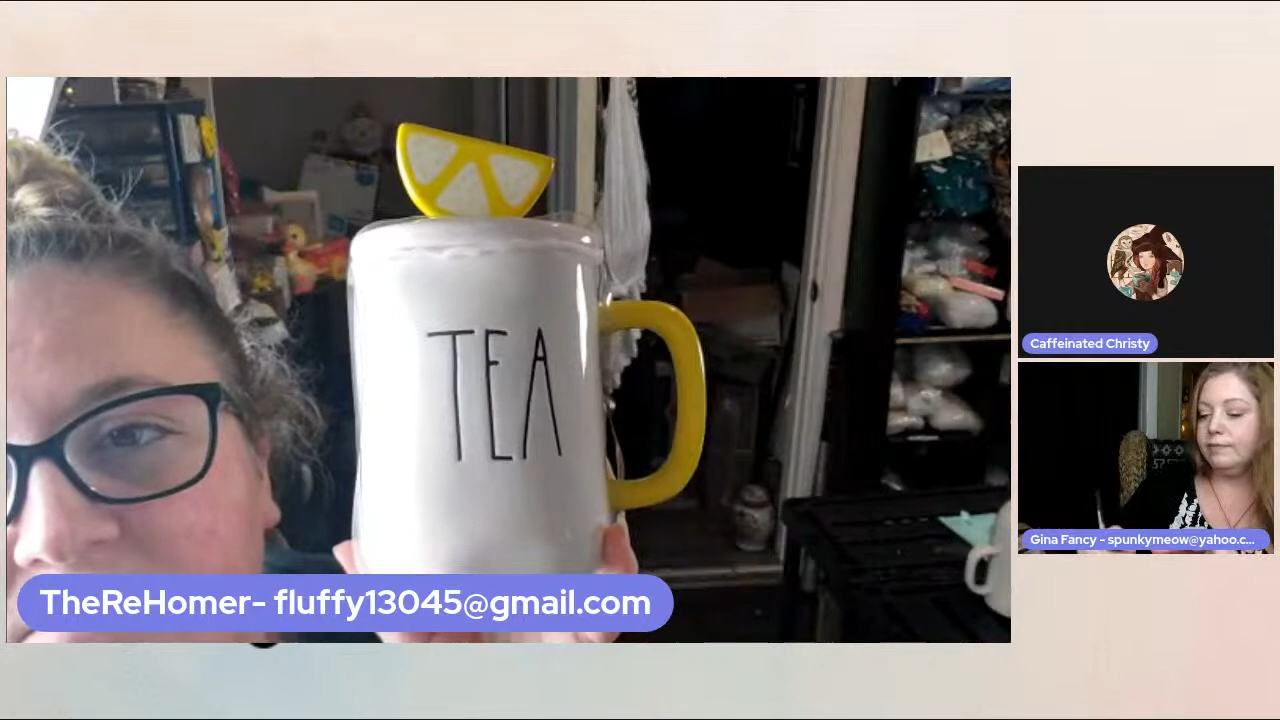 TEA
TheReHomer- fluffy13045@gmail.com
Caffeinated Christy
Gina Fancy - spunkymeow@yahoo.c...